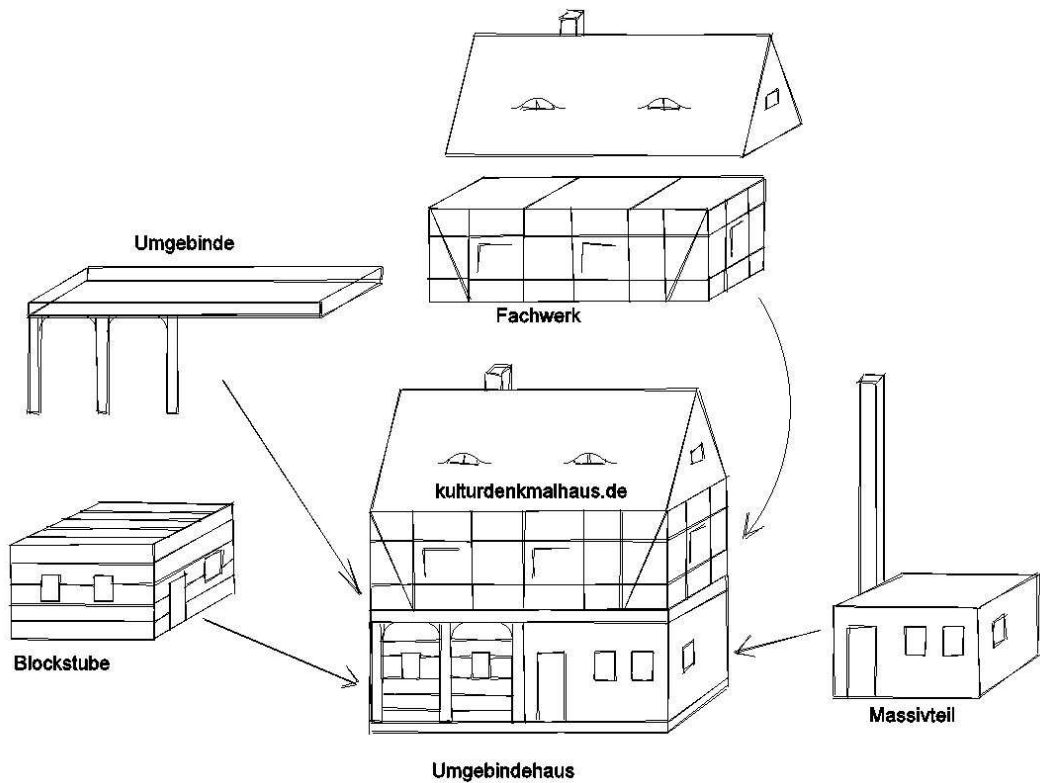 Umgebinde
Fachwerk
kulturdenkmalhaus.de
Blockstube
Massivteil
Umgebindehaus